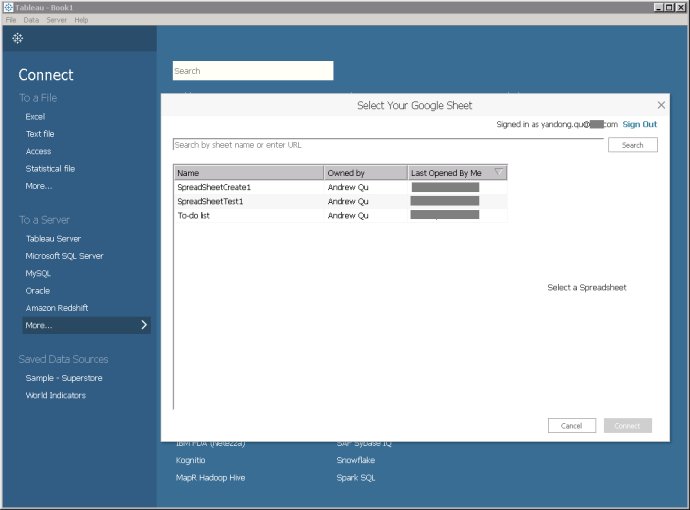 Tableau - Book1
File Data Server Help
Connect
To a File
Excel
Text file
Access
Statistical file
More...
To a Server
Tableau Server
Microsoft SQL Server
MySQL
Oracle
Amazon Redshift
More...
Saved Data Sources
Sample - Superstore
World Indicators
Search
Select Your Google Sheet
Signed in as yandong.qu@ com Sign Out
Search by sheet name or enter URL
Search
Name Owned by Last Opened By Me
SpreadSheetCreate1 Andrew Qu
SpreadSheetTest1 Andrew Qu
To-do list Andrew Qu
Select a Spreadsheet
Cancel Connect
IBM PDA (Netezza) SAP Sybase IQ
Kognitio Snowflake
MapR Hadoop Hive Spark SQL